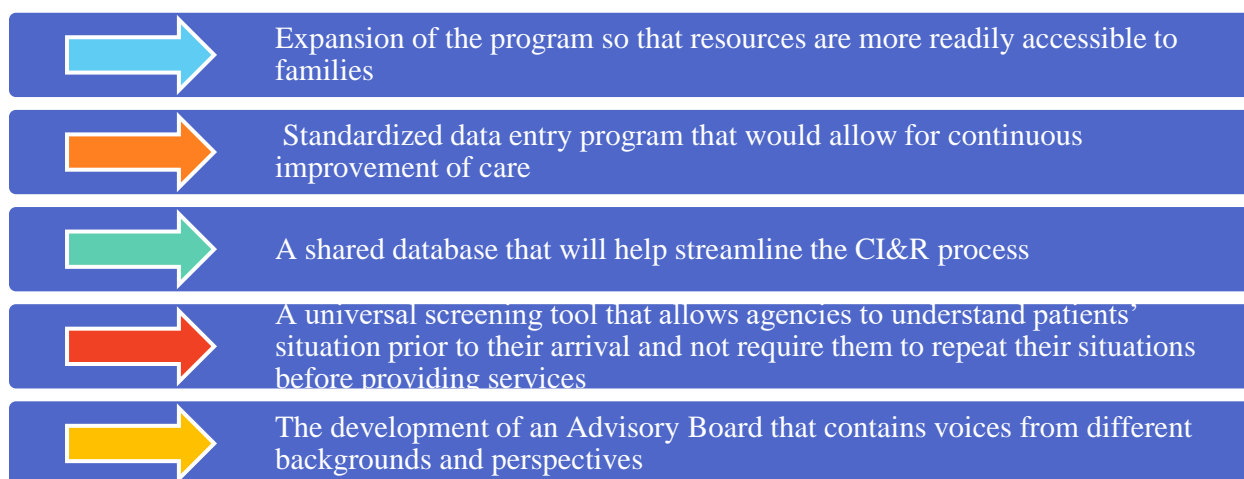 Expansion of the program so that resources are more readily accessible to
families
Standardized data entry program that would allow for continuous
improvement of care
A shared database that will help streamline the CI&R process
A universal screening tool that allows agencies to understand patients’
situation prior to their arrival and not require them to repeat their situations
before providing services
The development of an Advisory Board that contains voices from different
backgrounds and perspectives